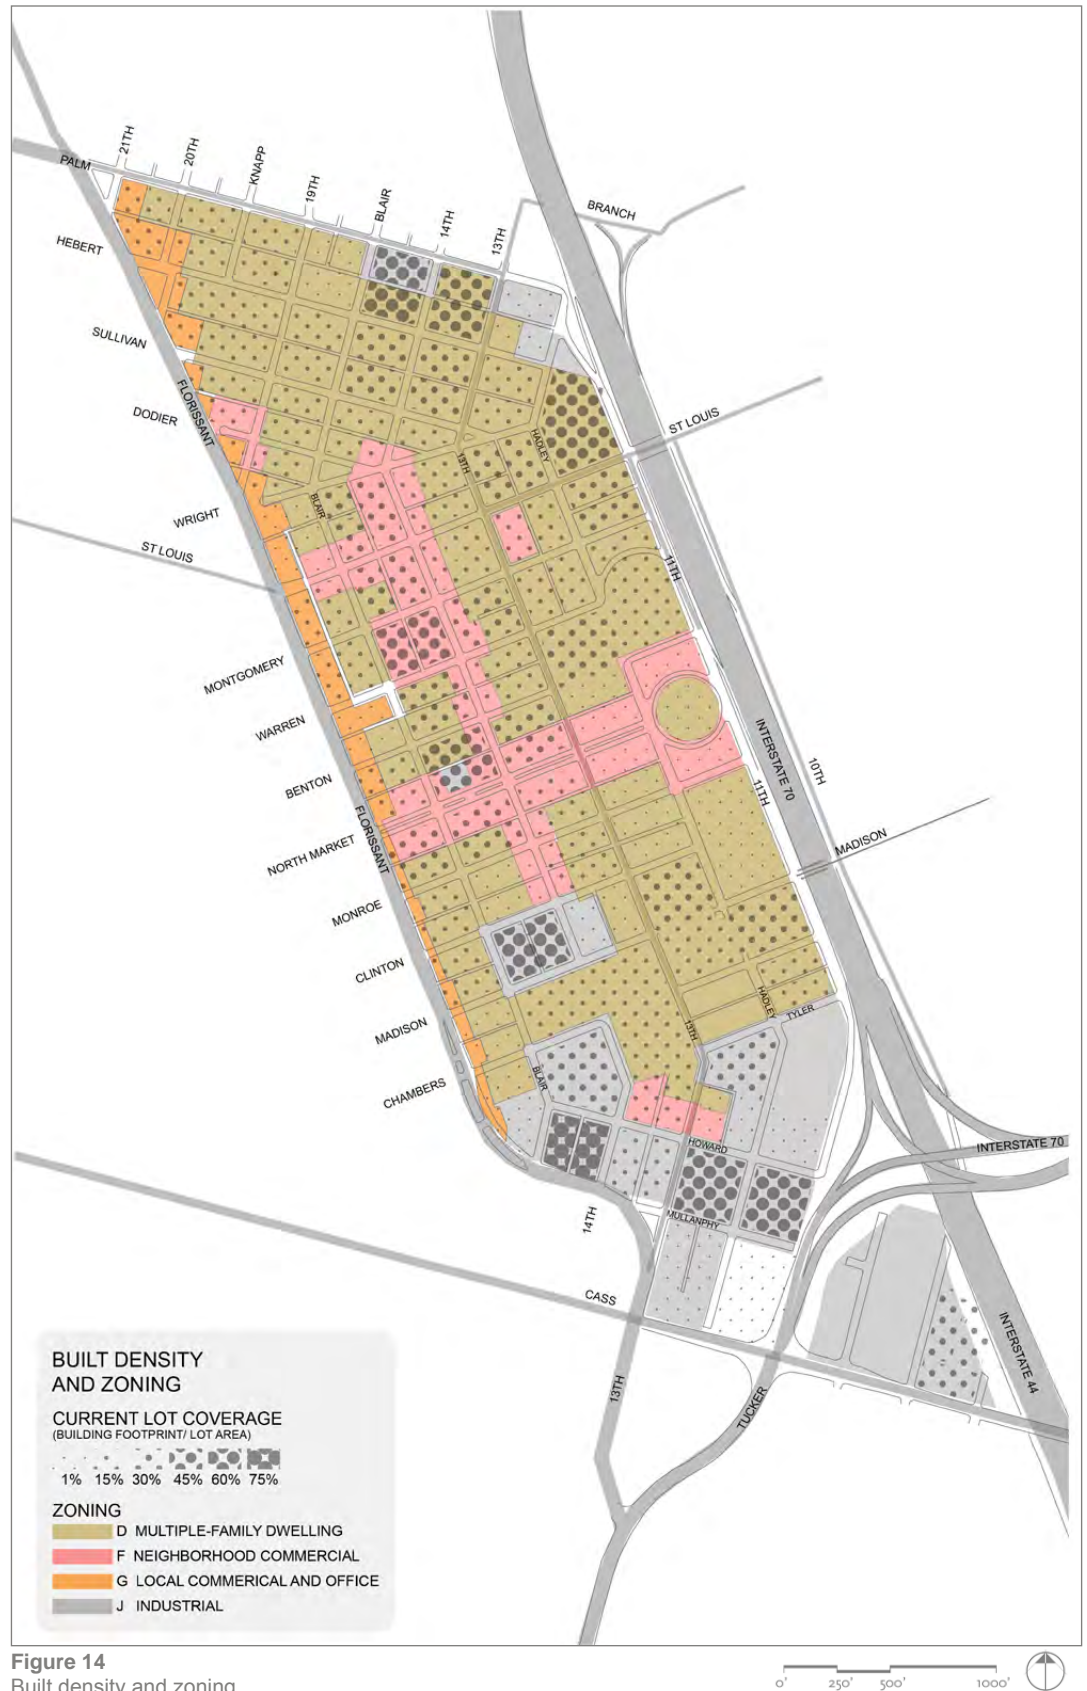 21TH
20TH
KNAPP
19TH
BLAIR
14TH
13TH
PALM
BRANCH
HEBERT
SULLIVAN
FLORISSANT
DODIER
ST LOUIS
HADLEY
13TH
BLAIR
WRIGHT
ST LOUIS
11TH
MONTGOMERY
WARREN
INTERSTATE 70
10TH
BENTON
11TH
FLORISSANT
NORTH MARKET
MADISON
MONROE
CLINTON
HADLEY
TYLER
MADISON
13TH
BLAIR
CHAMBERS
HOWARD
INTERSTATE 70
14TH
MULLANPHY
CASS
INTERSTATE 44
13TH
TUCKER
BUILT DENSITY
AND ZONING
CURRENT LOT COVERAGE
(BUILDING FOOTPRINT/ LOT AREA)
1% 15% 30% 45% 60% 75%
ZONING
D MULTIPLE-FAMILY DWELLING
F NEIGHBORHOOD COMMERCIAL
G LOCAL COMMERICAL AND OFFICE
J INDUSTRIAL
Figure 14
Built density and zoning
0' 250' 500' 1000'